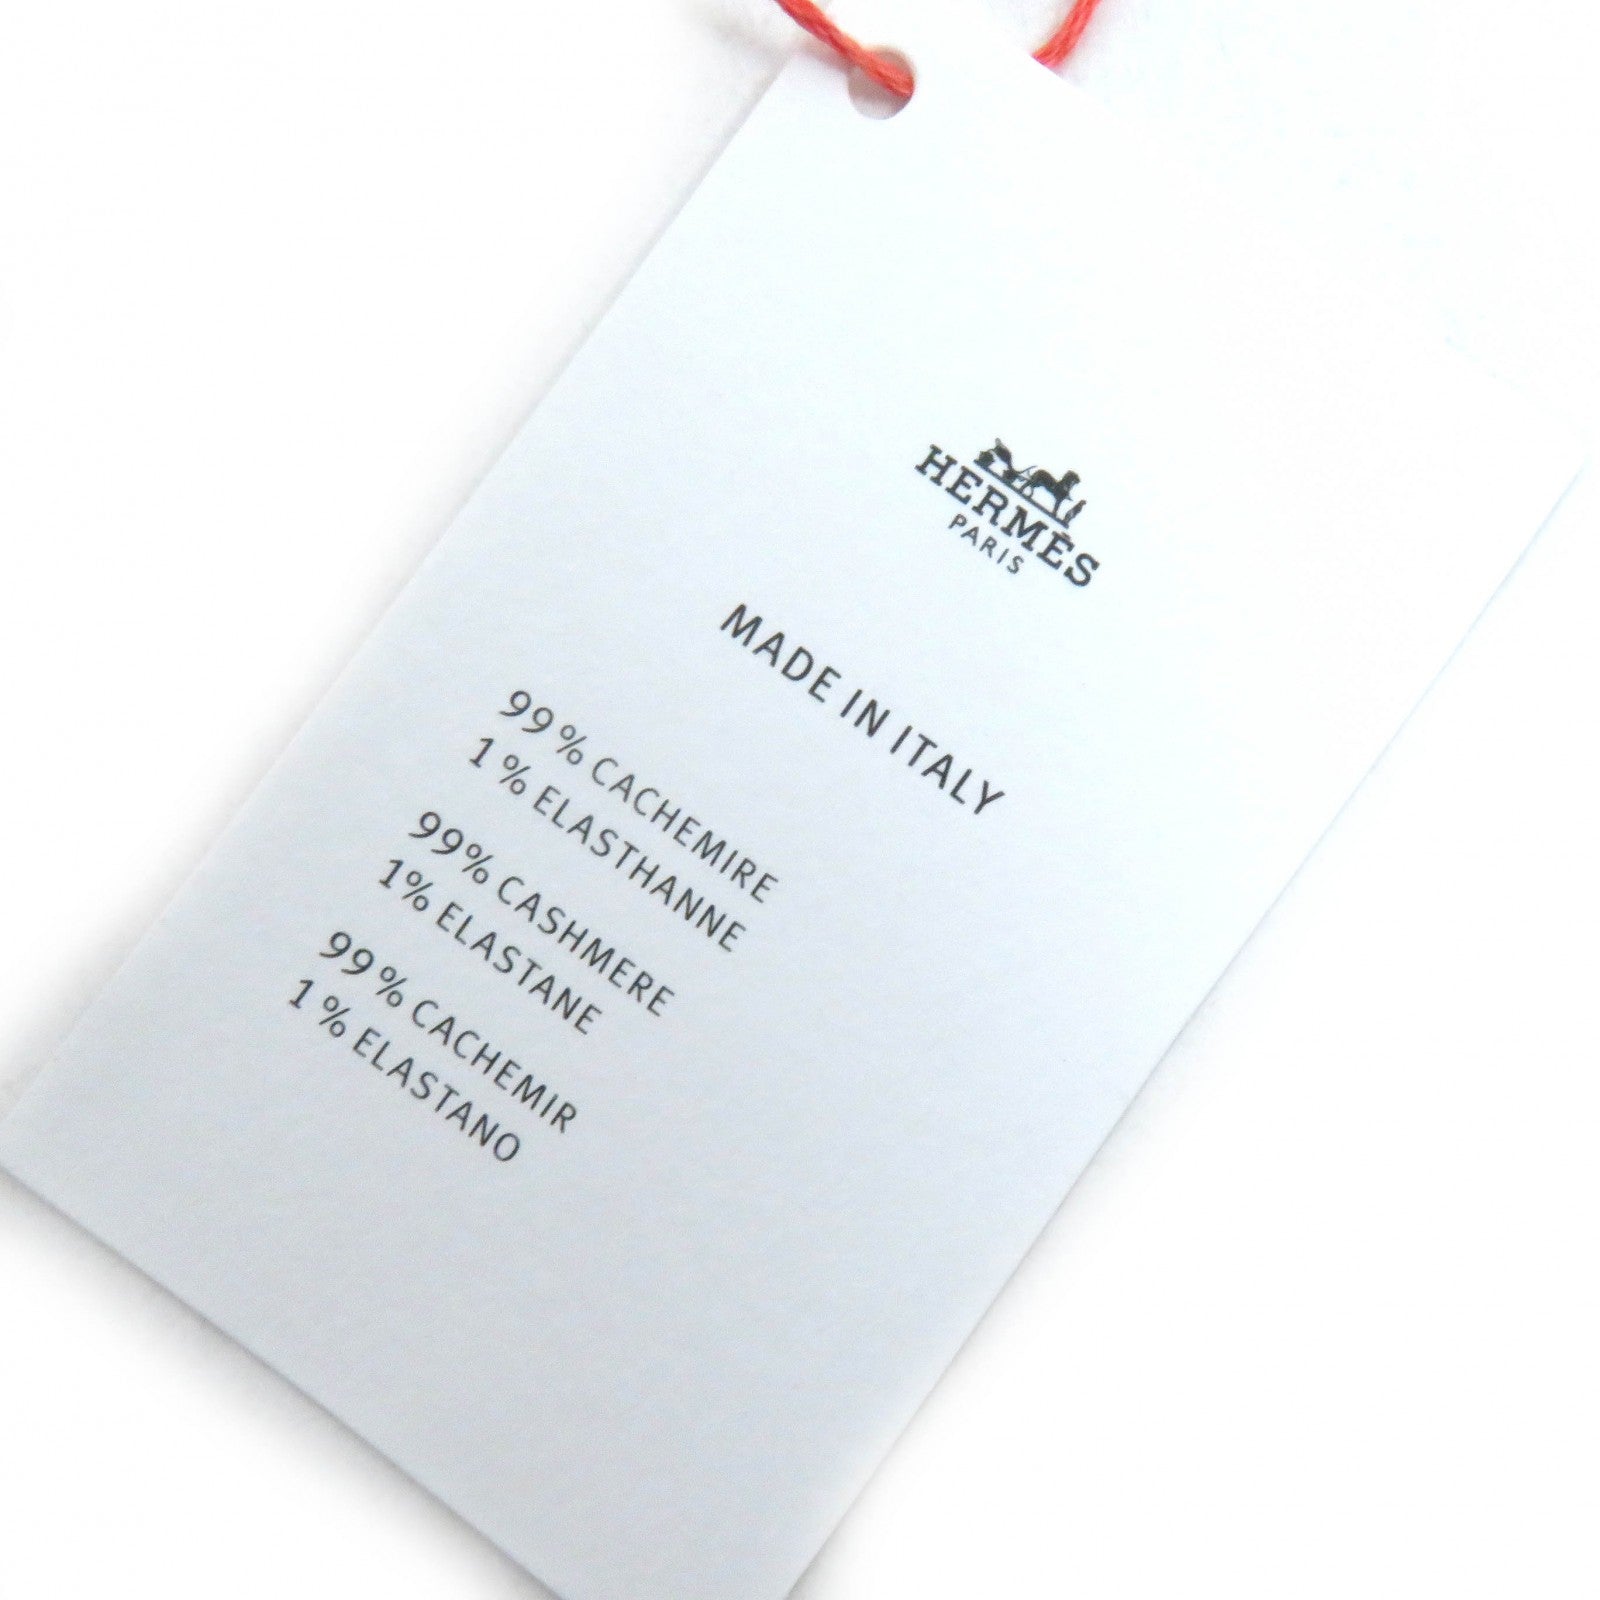 HERMÈS
PARIS
MADE IN ITALY
99% CACHEMIRE
1% ELASTHANNE
99% CASHMERE
1% ELASTANE
99% CACHEMIR
1% ELASTANO